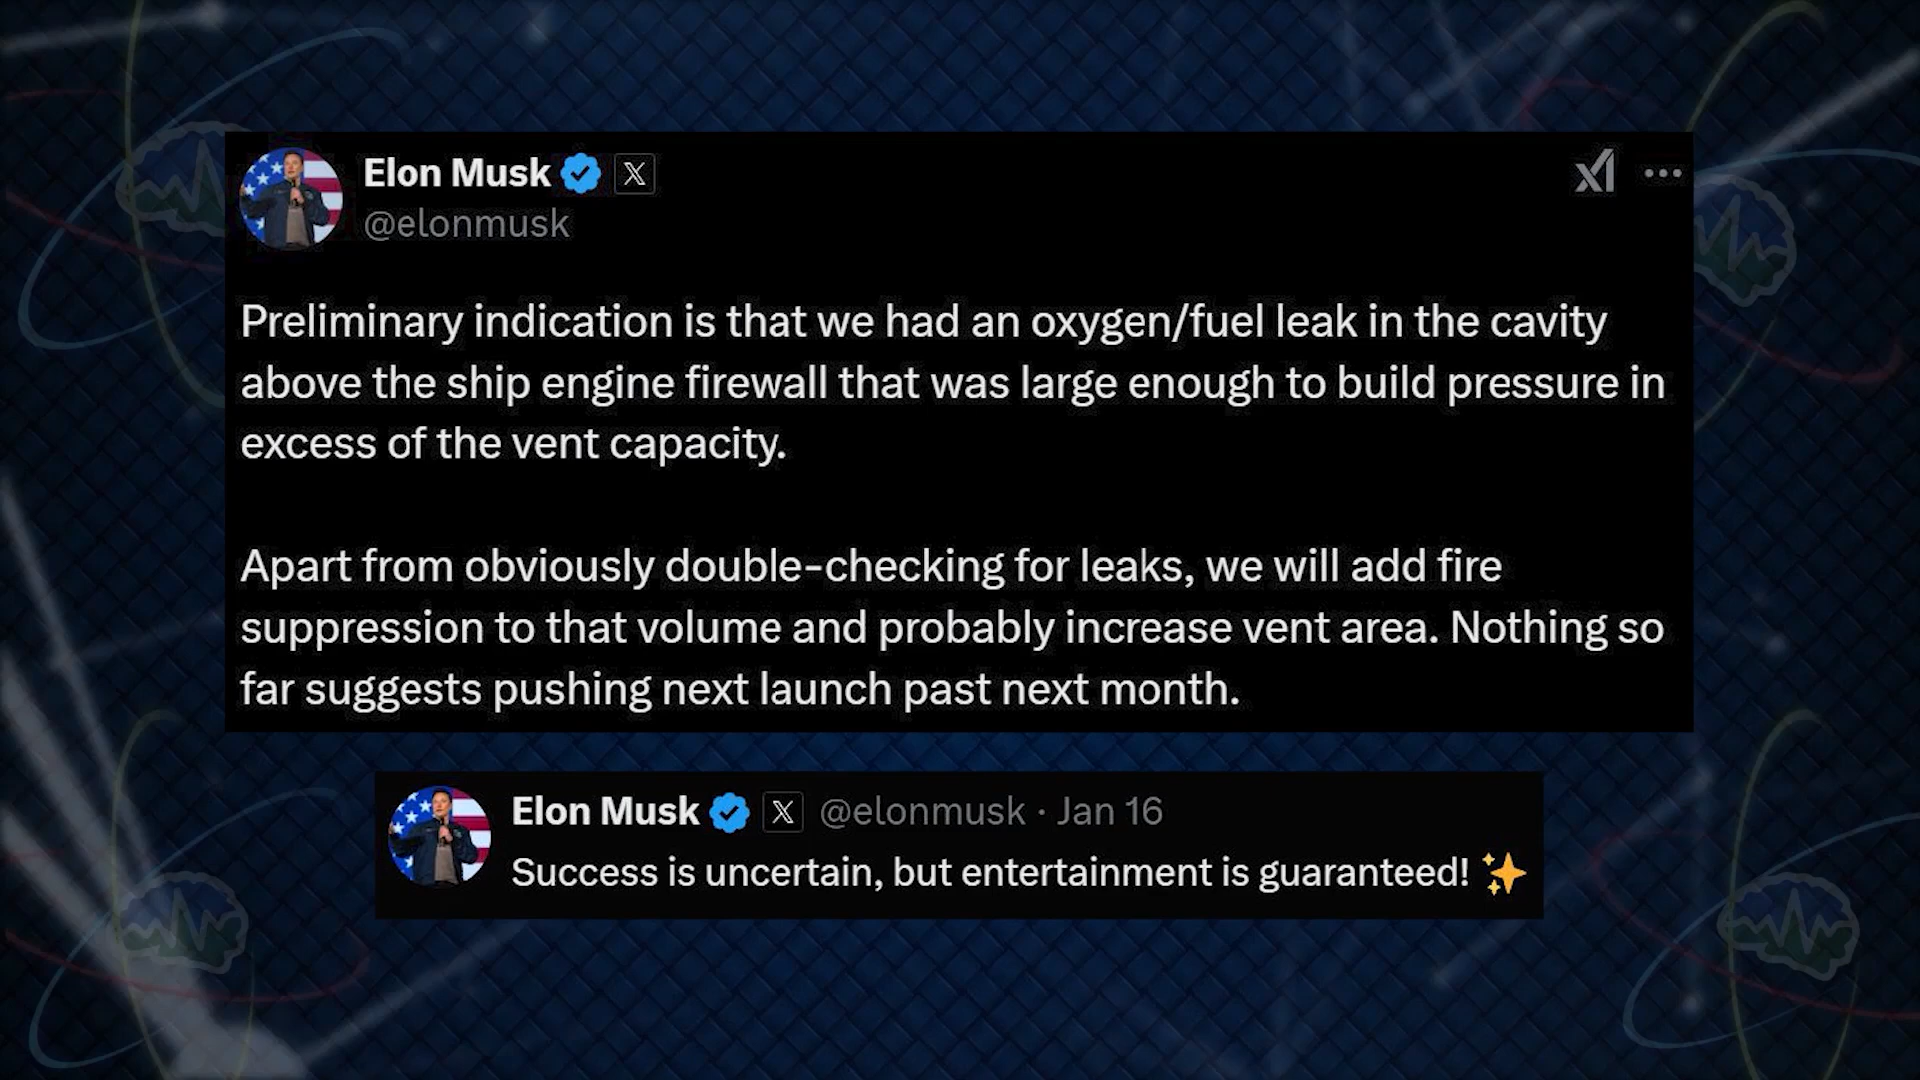 Elon Musk
@elonmusk
Preliminary indication is that we had an oxygen/fuel leak in the cavity
above the ship engine firewall that was large enough to build pressure in
excess of the vent capacity.
Apart from obviously double-checking for leaks, we will add fire
suppression to that volume and probably increase vent area. Nothing so
far suggests pushing next launch past next month.
Elon Musk @elonmusk · Jan 16
Success is uncertain, but entertainment is guaranteed! ✨